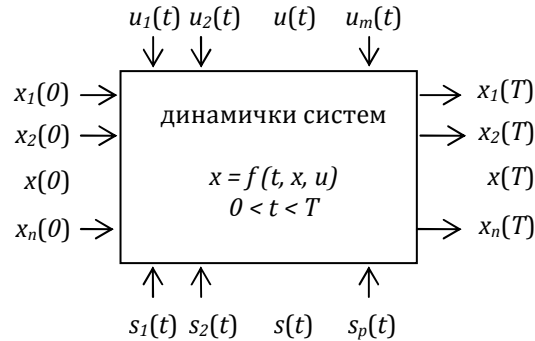 u₁(t) u₂(t) u(t) uₘ(t)
x₁(0) x₁(T)
динамички систем
x₂(0) x₂(T)
x(0) x = f (t, x, u) x(T)
0 < t < T
xₙ(0) xₙ(T)
s₁(t) s₂(t) s(t) sₚ(t)